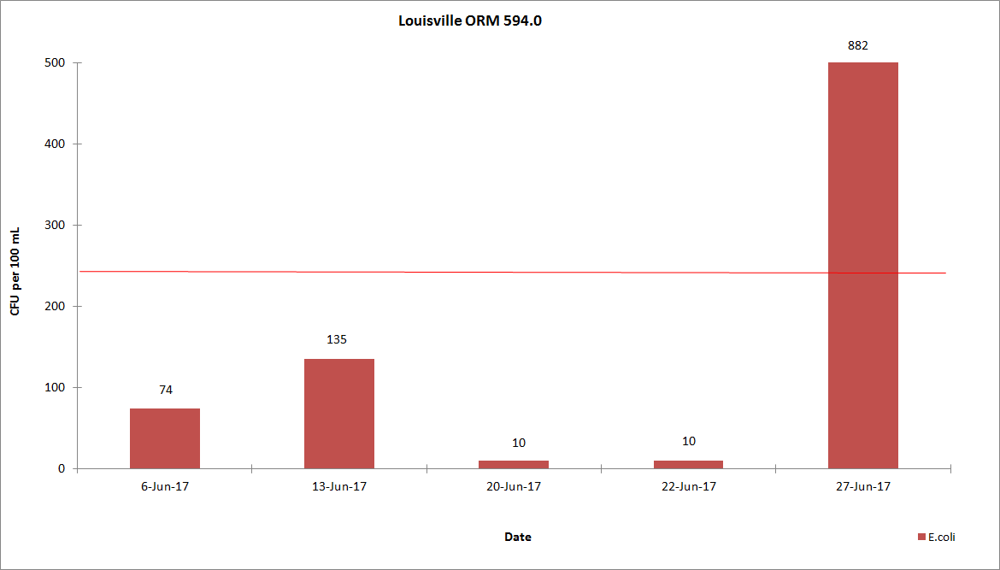 Louisville ORM 594.0
882
500
400
300
200
100
0
CFU per 100 mL
135
74
10
10
6-Jun-17
13-Jun-17
20-Jun-17
22-Jun-17
27-Jun-17
Date
E.coli